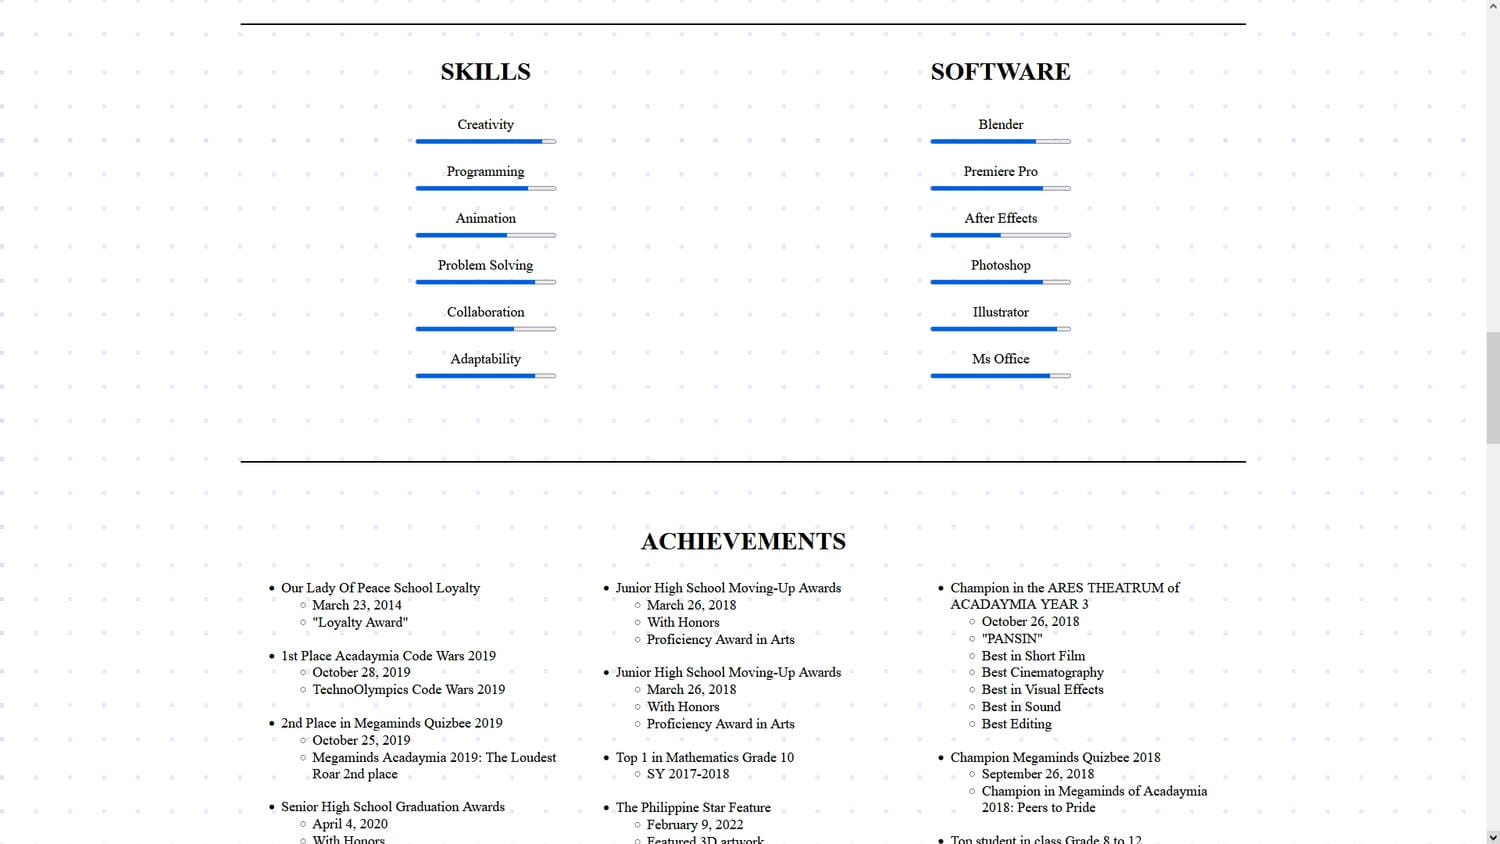 SKILLS
Creativity
Programming
Animation
Problem Solving
Collaboration
Adaptability
SOFTWARE
Blender
Premiere Pro
After Effects
Photoshop
Illustrator
Ms Office
ACHIEVEMENTS
Our Lady Of Peace School Loyalty
March 23, 2014
"Loyalty Award"
1st Place Acadaymia Code Wars 2019
October 28, 2019
TechnoOlympics Code Wars 2019
2nd Place in Megaminds Quizbee 2019
October 25, 2019
Megaminds Acadaymia 2019: The Loudest
Roar 2nd place
Senior High School Graduation Awards
April 4, 2020
With Honors
Junior High School Moving-Up Awards
March 26, 2018
With Honors
Proficiency Award in Arts
Junior High School Moving-Up Awards
March 26, 2018
With Honors
Proficiency Award in Arts
Top 1 in Mathematics Grade 10
SY 2017-2018
The Philippine Star Feature
February 9, 2022
Featured 3D artwork
Champion in the ARES THEATRUM of
ACADAYMIA YEAR 3
October 26, 2018
"PANSIN"
Best in Short Film
Best Cinematography
Best in Visual Effects
Best in Sound
Best Editing
Champion Megaminds Quizbee 2018
September 26, 2018
Champion in Megaminds of Acadaymia
2018: Peers to Pride
Top student in class Grade 8 to 12